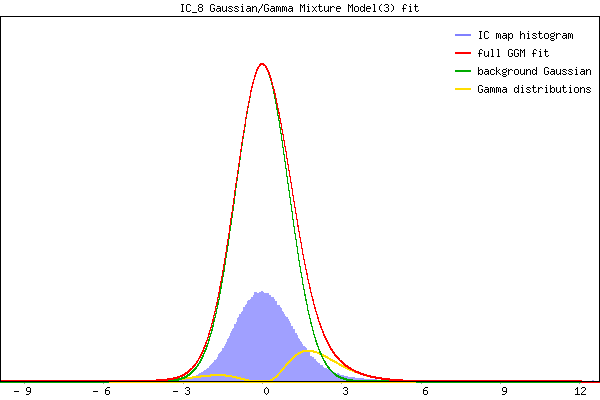 IC_8 Gaussian/Gamma Mixture Model(3) fit
IC map histogram
full GGM fit
background Gaussian
Gamma distributions
-9 -6 -3 0 3 6 9 12